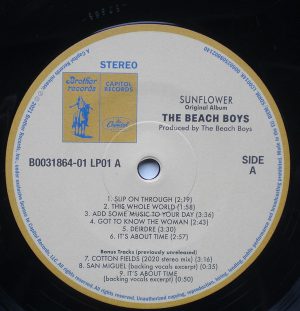 STEREO
Brother
records
CAPITOL
RECORDS
Capitol
SUNFLOWER
Original Album
THE BEACH BOYS
Produced by The Beach Boys
B0031864-01 LP01 A
SIDE
A
1. SLIP ON THROUGH (2:19)
2. THIS WHOLE WORLD (1:58)
3. ADD SOME MUSIC TO YOUR DAY (3:36)
4. GOT TO KNOW THE WOMAN (2:43)
5. DEIRDRE (3:30)
6. IT'S ABOUT TIME (2:57)
Bonus Tracks (previously unreleased)
7. COTTON FIELDS (2020 stereo mix) (3:16)
8. SAN MIGUEL (backing vocals excerpt) (0:35)
9. IT'S ABOUT TIME
(backing vocals excerpt) (0:50)